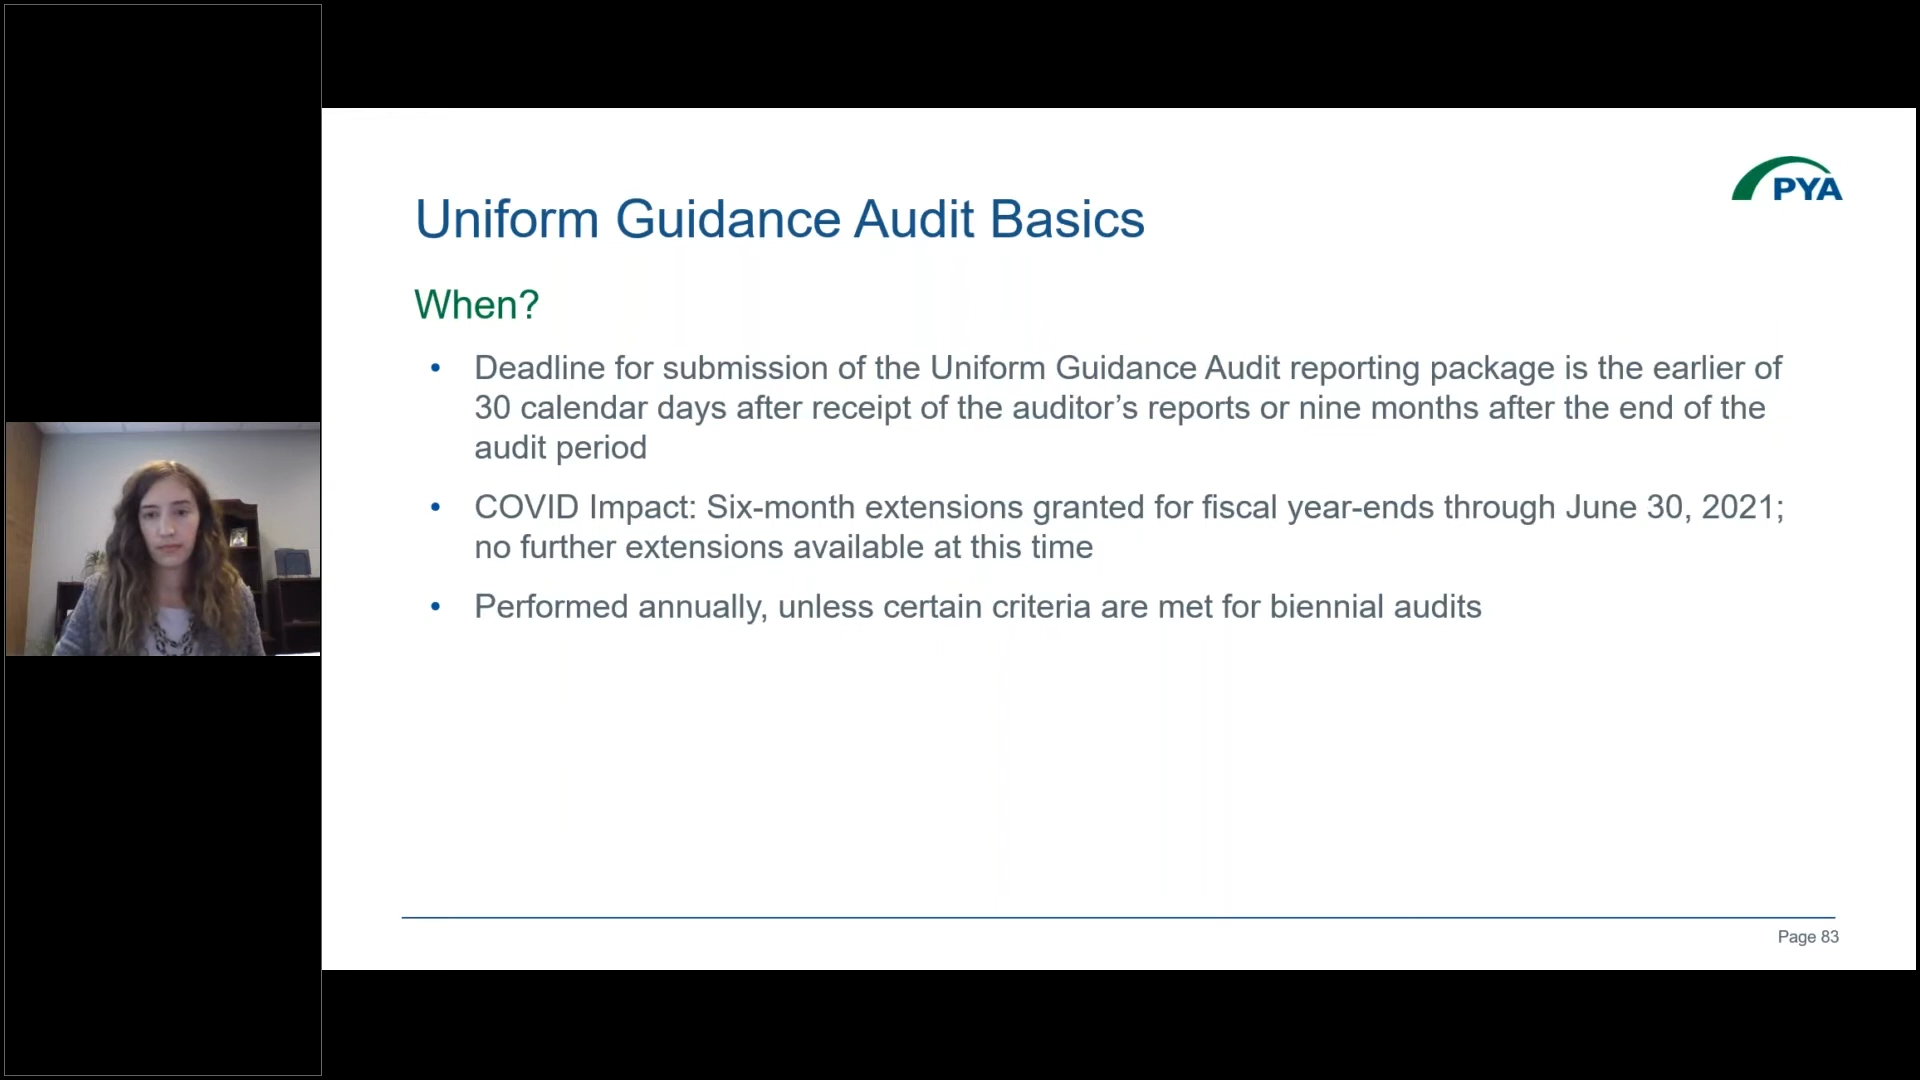 PYA
Uniform Guidance Audit Basics
When?
• Deadline for submission of the Uniform Guidance Audit reporting package is the earlier of
30 calendar days after receipt of the auditor’s reports or nine months after the end of the
audit period
• COVID Impact: Six-month extensions granted for fiscal year-ends through June 30, 2021;
no further extensions available at this time
• Performed annually, unless certain criteria are met for biennial audits
Page 83